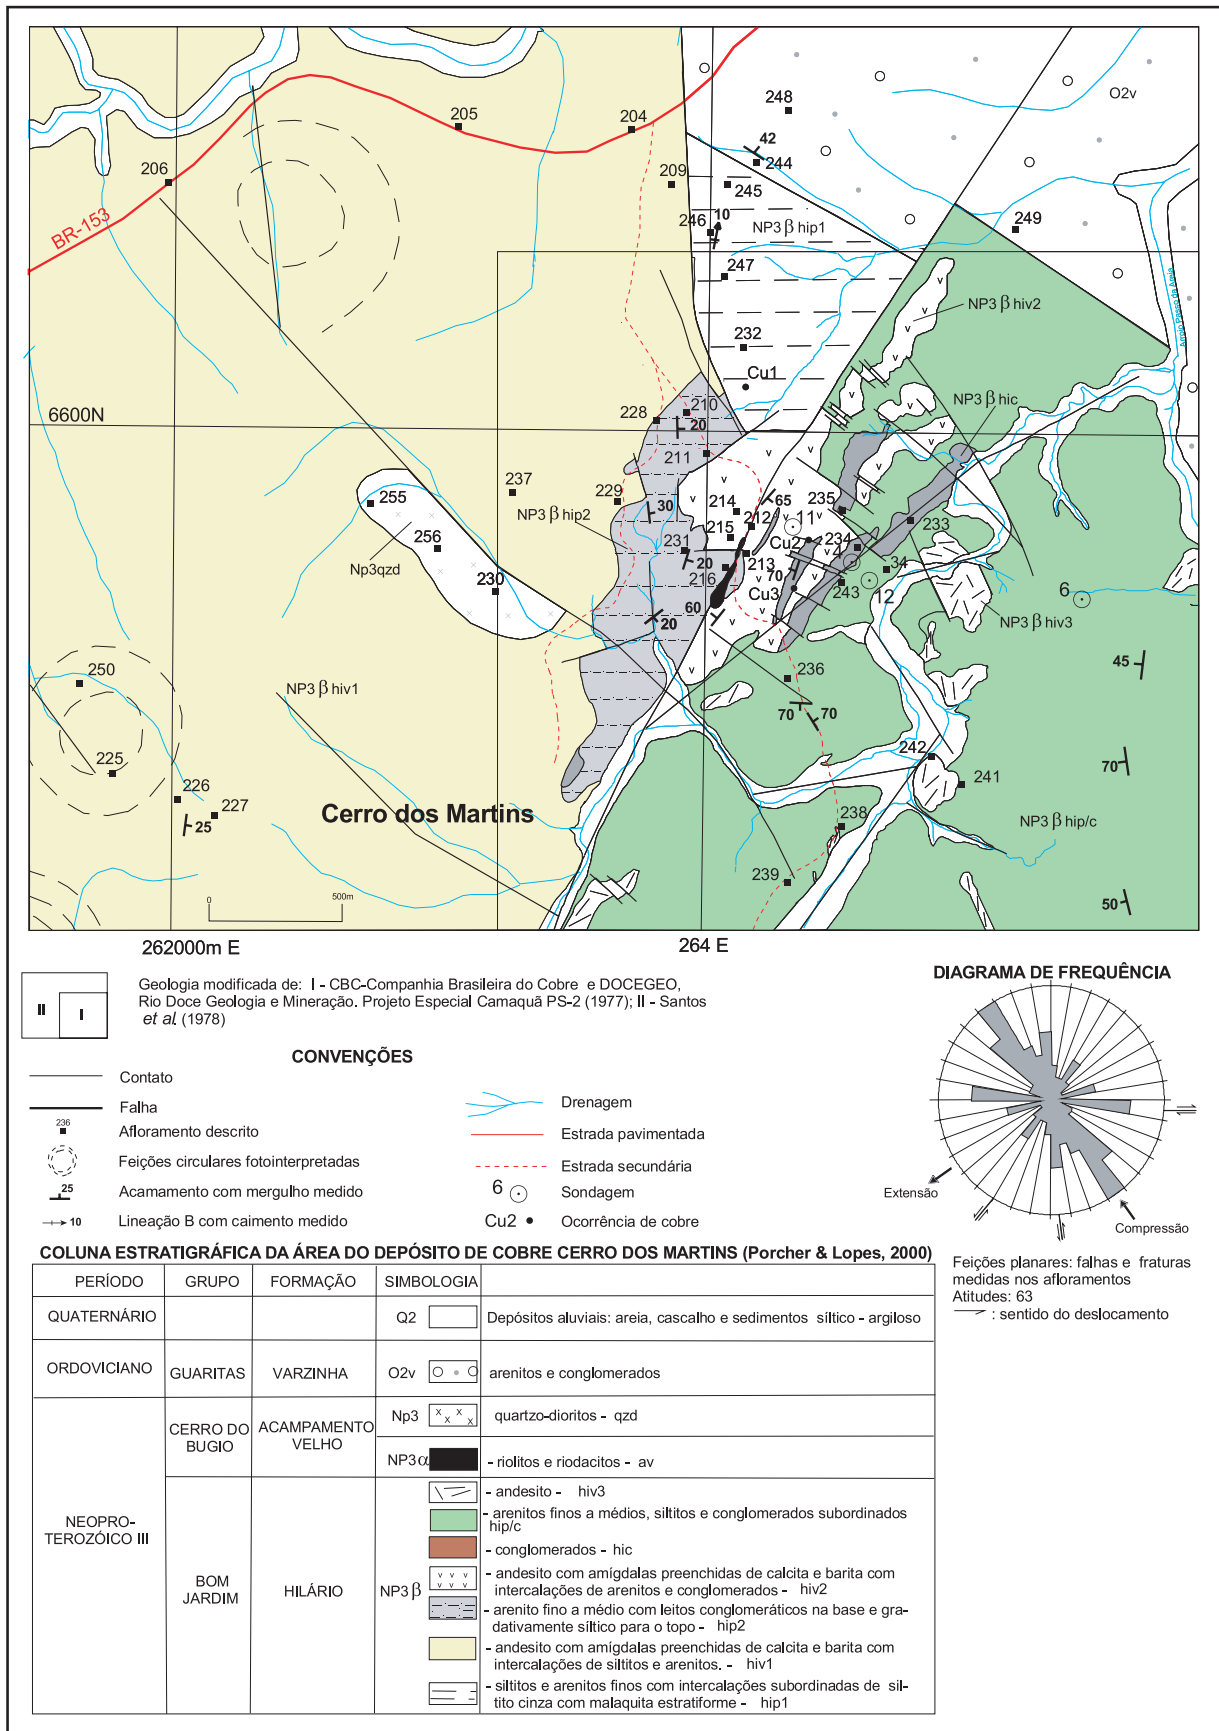 248
O2v
205
204
42
244
206
209
245
BR-153
246
10
NP3 β hip1
249
247
Arroio Passo da Areia
NP3 β hiv2
232
Cu1
NP3 β hic
6600N
228
210
20
211
237
229
255
NP3 β hip2
30
214
212
65
11
235
233
256
215
Cu2
234
4
Np3qzd
231
20
213
34
230
216
70
Cu3
243
12
6
60
20
NP3 β hiv3
236
45
250
NP3 β hiv1
70
70
242
225
70
241
226
227
Cerro dos Martins
25
238
NP3 β hip/c
239
50
0
500m
262000m E
264 E
II
I
Geologia modificada de: I - CBC-Companhia Brasileira do Cobre e DOCEGEO,
Rio Doce Geologia e Mineração. Projeto Especial Camaquã PS-2 (1977); II - Santos
et al. (1978)
DIAGRAMA DE FREQUÊNCIA
CONVENÇÕES
Contato
Falha
236
Afloramento descrito
Feições circulares fotointerpretadas
25
Acamamento com mergulho medido
10
Lineação B com caimento medido
Drenagem
Estrada pavimentada
Estrada secundária
6
Sondagem
Cu2
Ocorrência de cobre
Extensão
Compressão
Feições planares: falhas e fraturas
medidas nos afloramentos
Atitudes: 63
: sentido do deslocamento
COLUNA ESTRATIGRÁFICA DA ÁREA DO DEPÓSITO DE COBRE CERRO DOS MARTINS (Porcher & Lopes, 2000)
PERÍODO GRUPO FORMAÇÃO SIMBOLOGIA
QUATERNÁRIO Q2 Depósitos aluviais: areia, cascalho e sedimentos síltico - argiloso
ORDOVICIANO GUARITAS VARZINHA O2v arenitos e conglomerados
NEOPRO-
TEROZÓICO III
CERRO DO
BUGIO
ACAMPAMENTO
VELHO
Np3 quartzo-dioritos - qzd
NP3α - riolitos e riodacitos - av
BOM
JARDIM
HILÁRIO
NP3 β
- andesito - hiv3
- arenitos finos a médios, siltitos e conglomerados subordinados
hip/c
- conglomerados - hic
- andesito com amígdalas preenchidas de calcita e barita com
intercalações de arenitos e conglomerados - hiv2
- arenito fino a médio com leitos conglomeráticos na base e gra-
dativamente síltico para o topo - hip2
- andesito com amígdalas preenchidas de calcita e barita com
intercalações de siltitos e arenitos. - hiv1
- siltitos e arenitos finos com intercalações subordinadas de sil-
tito cinza com malaquita estratiforme - hip1